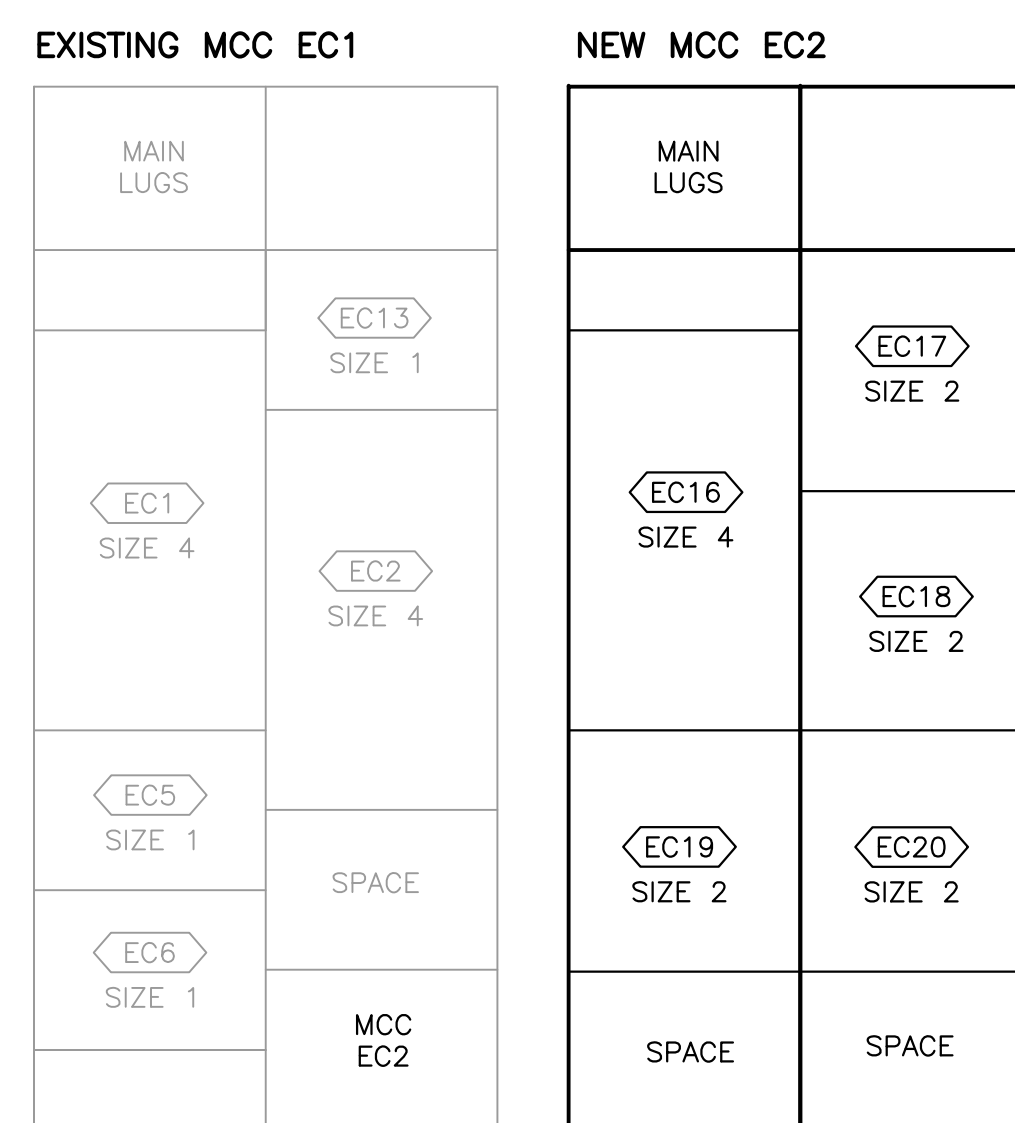 EXISTING MCC EC1
MAIN
LUGS
EC1
SIZE 4
EC5
SIZE 1
EC6
SIZE 1
EC13
SIZE 1
EC2
SIZE 4
SPACE
MCC
EC2
NEW MCC EC2
MAIN
LUGS
EC16
SIZE 4
EC19
SIZE 2
SPACE
EC17
SIZE 2
EC18
SIZE 2
EC20
SIZE 2
SPACE